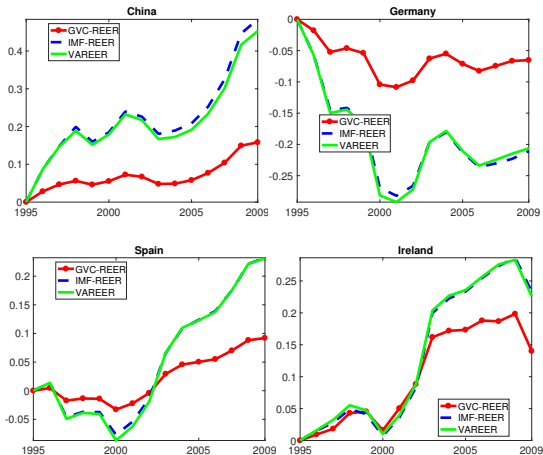 China
GVC-REER
IMF-REER
VAREER
0.4
0.3
0.2
0.1
0
1995
2000
2005
2009
Germany
GVC-REER
IMF-REER
VAREER
0
-0.05
-0.1
-0.15
-0.2
-0.25
1995
2000
2005
2009
Spain
GVC-REER
IMF-REER
VAREER
0.2
0.15
0.1
0.05
0
-0.05
1995
2000
2005
2009
Ireland
GVC-REER
IMF-REER
VAREER
0.25
0.2
0.15
0.1
0.05
0
1995
2000
2005
2009